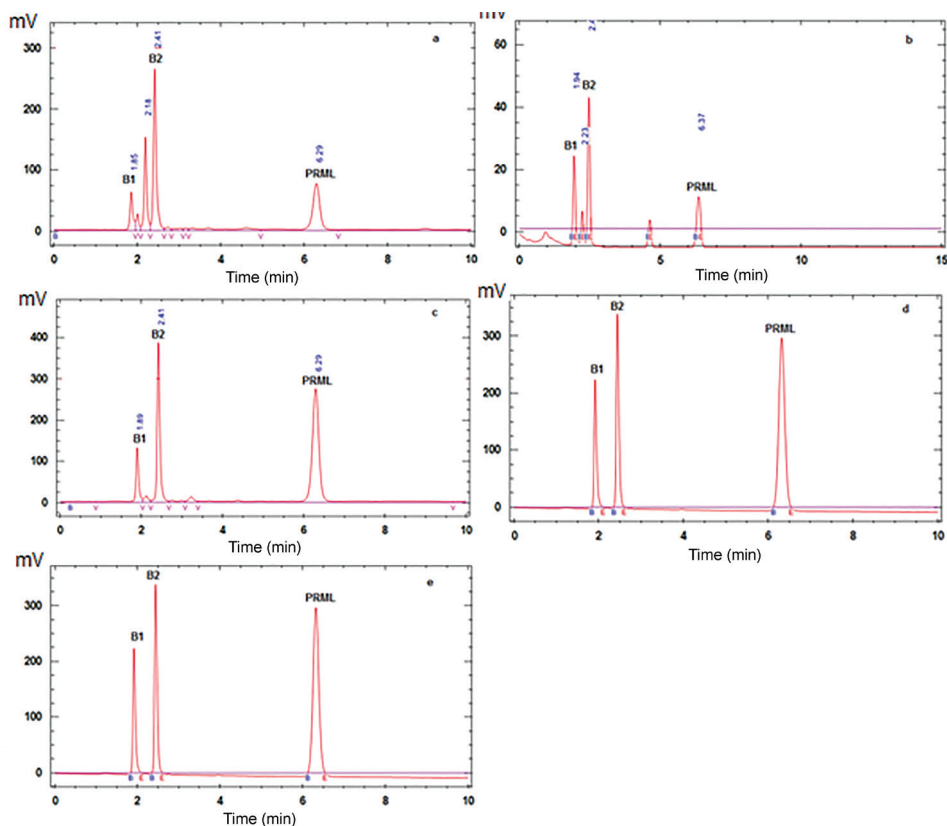 mV
a
300
200
100
0
B1
1.85
2.18
B2
2.41
PRML
6.29
0 2 4 6 8 10
Time (min)
b
60
40
20
0
B1
1.94
2.23
B2
PRML
6.37
0 5 10 15
Time (min)
mV
c
400
300
200
100
0
B1
1.89
B2
2.41
PRML
6.29
0 2 4 6 8 10
Time (min)
mV
d
300
200
100
0
B1
B2
PRML
0 2 4 6 8 10
Time (min)
mV
e
300
200
100
0
B1
B2
PRML
0 2 4 6 8 10
Time (min)